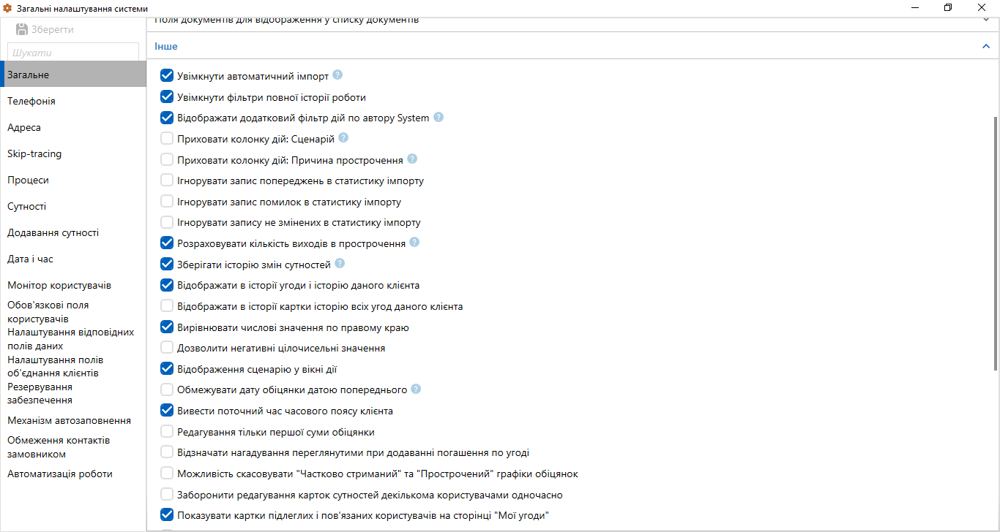 Загальні налаштування системи
Зберегти
Шукати
Загальне
Телефонія
Адреса
Skip-tracing
Процеси
Сутності
Додавання сутності
Дата і час
Монітор користувачів
Обов'язкові поля
користувачів
Налаштування відповідних
полів даних
Налаштування полів
об'єднання клієнтів
Резервування
забезпечення
Механізм автозаповнення
Обмеження контактів
замовником
Автоматизація роботи
Поля документів для відображення у списку документів
Інше
Увімкнути автоматичний імпорт ?
Увімкнути фільтри повної історії роботи
Відображати додатковий фільтр дій по автору System ?
Приховати колонку дій: Сценарій ?
Приховати колонку дій: Причина прострочення ?
Ігнорувати запис попереджень в статистику імпорту
Ігнорувати запис помилок в статистику імпорту
Ігнорувати запису не змінених в статистику імпорту
Розраховувати кількість виходів в прострочення ?
Зберігати історію змін сутностей ?
Відображати в історії угоди і історію даного клієнта
Відображати в історії картки історію всіх угод даного клієнта
Вирівнювати числові значення по правому краю
Дозволити негативні цілочисельні значення
Відображення сценарію у вікні дії
Обмежувати дату обіцянки датою попереднього ?
Вивести поточний час часового поясу клієнта
Редагування тільки першої суми обіцянки
Відзначати нагадування переглянутими при додаванні погашення по угоді
Можливість скасовувати "Частково стриманий" та "Прострочений" графіки обіцянок
Заборонити редагування карток сутностей декількома користувачами одночасно
Показувати картки підлеглих і пов'язаних користувачів на сторінці "Мої угоди"